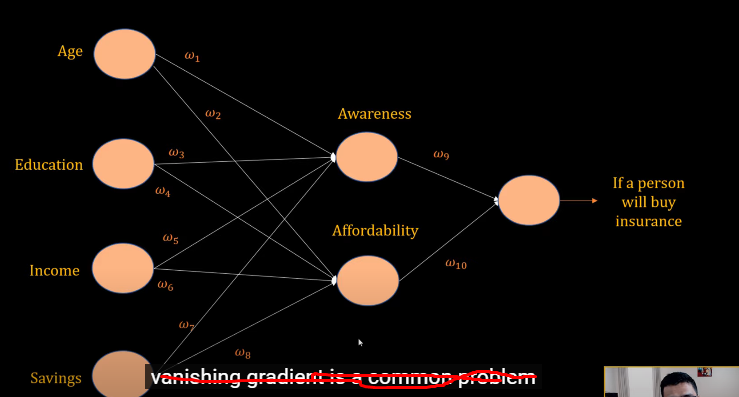 Age
ω1
ω2
Awareness
Education
ω3
ω4
ω9
If a person
will buy
insurance
Affordability
ω5
Income
ω6
ω10
ω7
ω8
Savings
vanishing gradient is a common problem